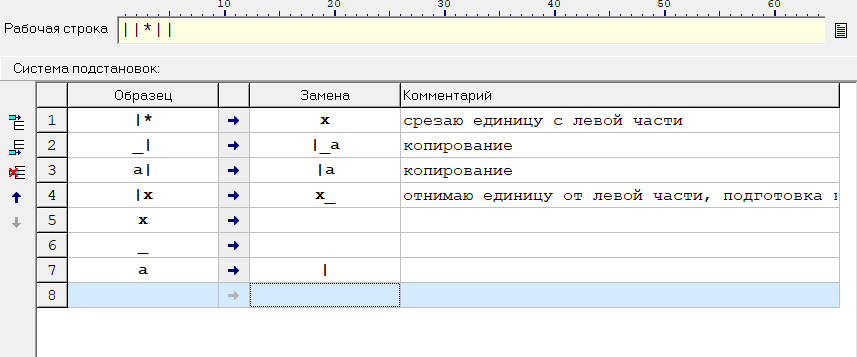 10 20 30 40 50 60
Рабочая строка ||*||
Система подстановок:
Образец Замена Комментарий
1 |* ➔ x срезаю единицу с левой части
2 _| ➔ |_a копирование
3 a| ➔ |a копирование
4 |x ➔ x_ отнимаю единицу от левой части, подготовка
5 x ➔
6 _ ➔
7 a ➔ |
8 ➔